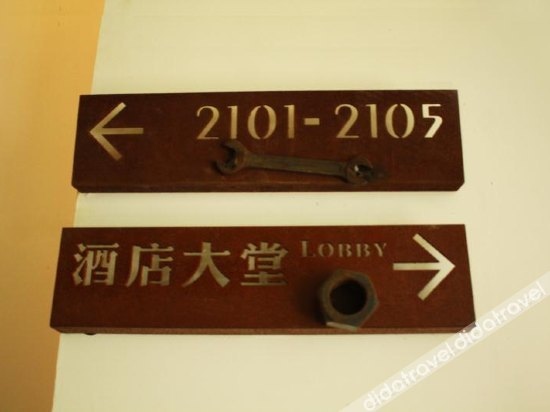 ← 2101-2105
酒店大堂 LOBBY →
didatravel didatravel